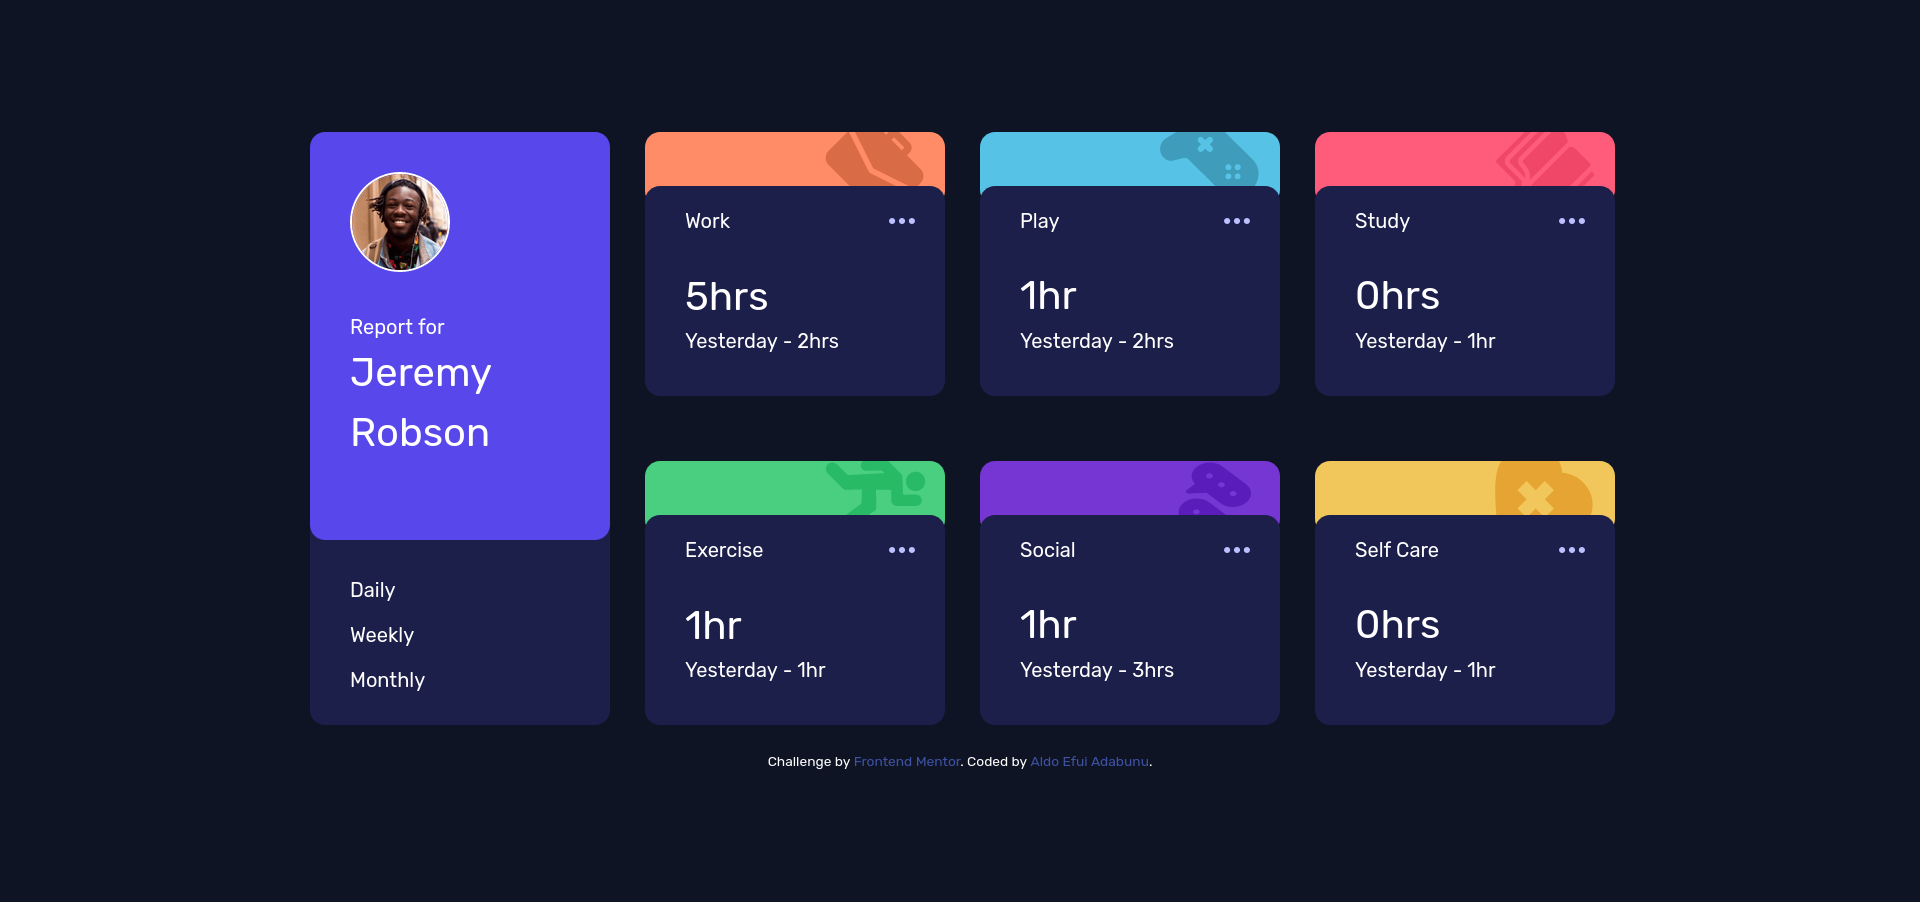 Report for
Jeremy
Robson
Daily
Weekly
Monthly
Work
5hrs
Yesterday - 2hrs
Play
1hr
Yesterday - 2hrs
Study
0hrs
Yesterday - 1hr
Exercise
1hr
Yesterday - 1hr
Social
1hr
Yesterday - 3hrs
Self Care
0hrs
Yesterday - 1hr
Challenge by Frontend Mentor. Coded by Aldo Efui Adabunu.